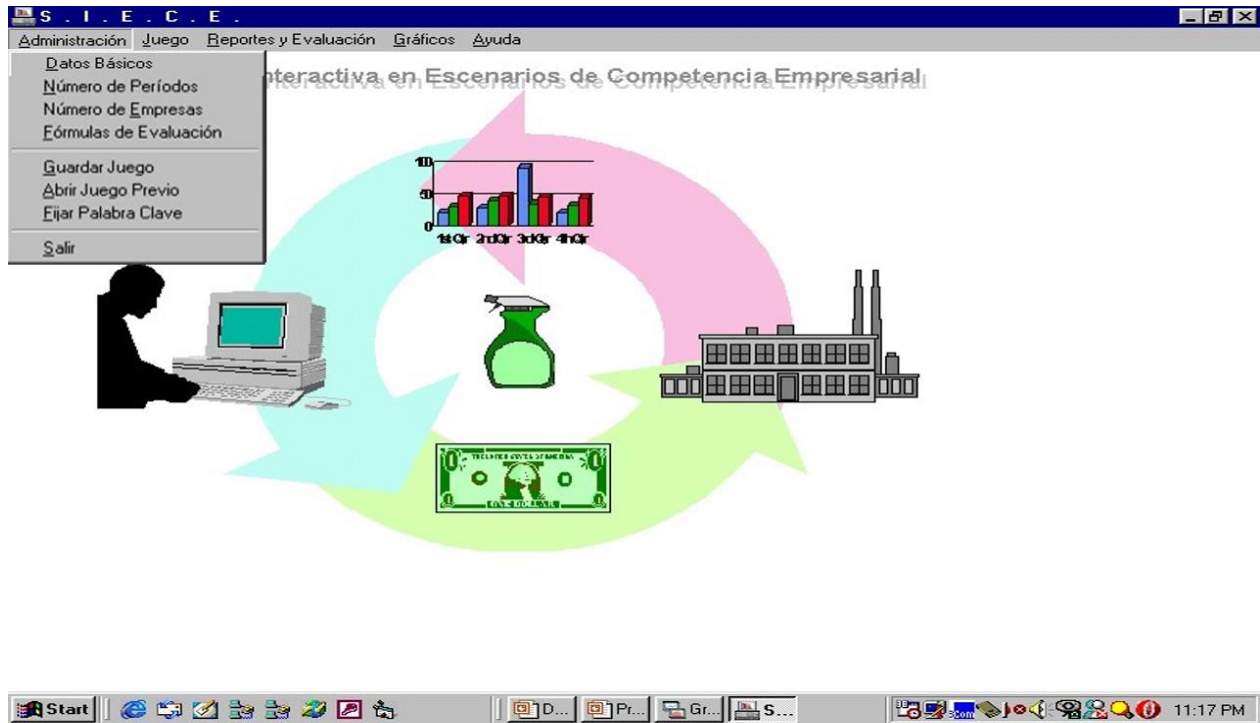 S . I . E . C . E .
Administración Juego Reportes y Evaluación Gráficos Ayuda
Datos Básicos
Número de Períodos
Número de Empresas
Fórmulas de Evaluación
Guardar Juego
Abrir Juego Previo
Fijar Palabra Clave
Salir
nteractiva en Escenarios de Competencia Empresarial
100
50
0
1st Qtr 2nd Qtr 3rd Qtr 4th Qtr
ONE DOLLAR
Start D... Pr... Gr... S... 11:17 PM